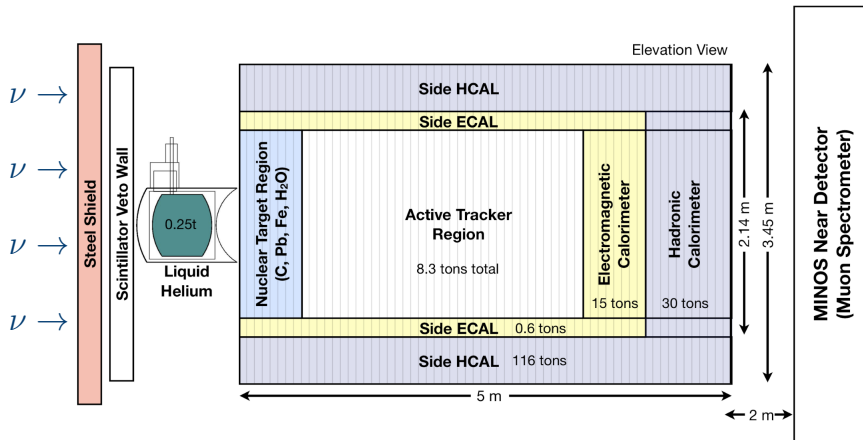 Elevation View
ν →
ν →
ν →
ν →
Steel Shield
Scintillator Veto Wall
0.25t
Liquid
Helium
Side HCAL
Side ECAL
Nuclear Target Region
(C, Pb, Fe, H₂O)
Active Tracker
Region
8.3 tons total
Electromagnetic
Calorimeter
15 tons
Hadronic
Calorimeter
30 tons
Side ECAL 0.6 tons
Side HCAL 116 tons
5 m
2.14 m
3.45 m
2 m
MINOS Near Detector
(Muon Spectrometer)